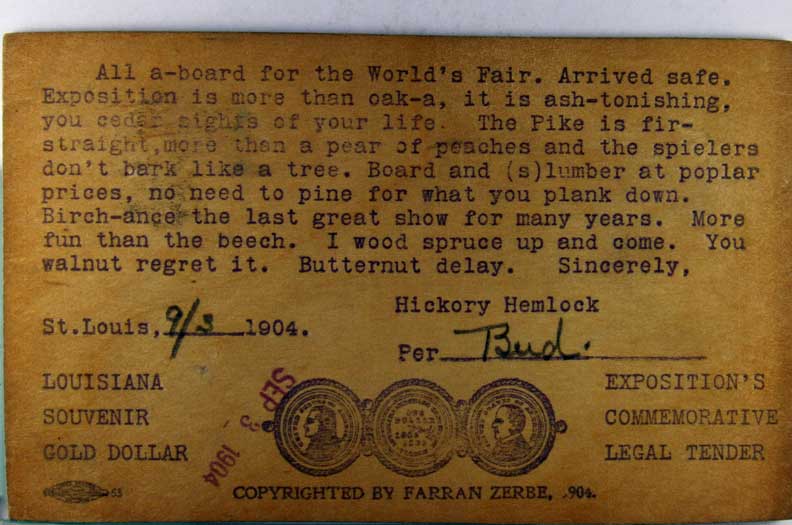 All a-board for the World's Fair. Arrived safe.
Exposition is more than oak-a, it is ash-tonishing,
you cedar sights of your life. The Pike is fir-
straight, more than a pear of peaches and the spielers
don't bark like a tree. Board and (s)lumber at poplar
prices, no need to pine for what you plank down.
Birch-ance the last great show for many years. More
fun than the beech. I wood spruce up and come. You
walnut regret it. Butternut delay. Sincerely,
Hickory Hemlock
St.Louis, 9/3 1904.
Per Bud.
LOUISIANA
SOUVENIR
GOLD DOLLAR
SEP 3 1904
EXPOSITION'S
COMMEMORATIVE
LEGAL TENDER
COPYRIGHTED BY FARRAN ZERBE, 1904.